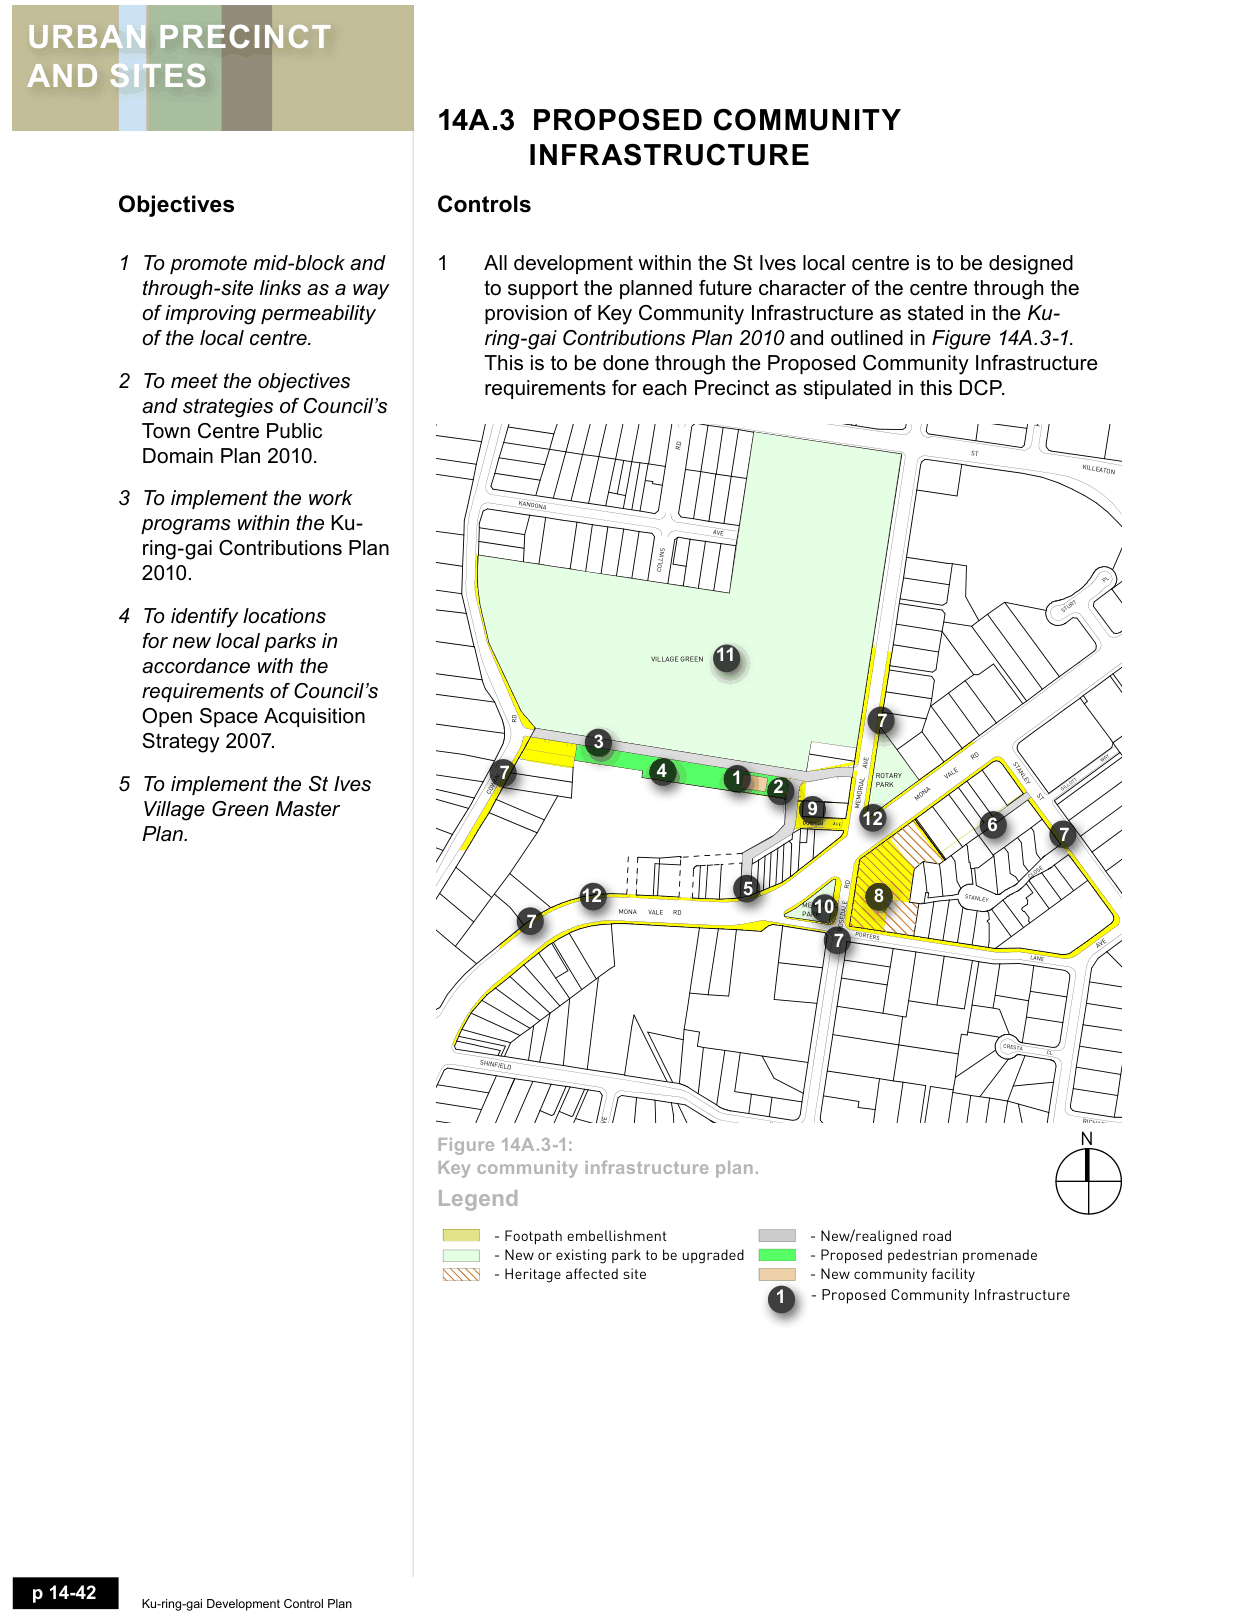 URBAN PRECINCT
AND SITES
14A.3 PROPOSED COMMUNITY
INFRASTRUCTURE
Objectives
1 To promote mid-block and
through-site links as a way
of improving permeability
of the local centre.
2 To meet the objectives
and strategies of Council’s
Town Centre Public
Domain Plan 2010.
3 To implement the work
programs within the Ku-
ring-gai Contributions Plan
2010.
4 To identify locations
for new local parks in
accordance with the
requirements of Council’s
Open Space Acquisition
Strategy 2007.
5 To implement the St Ives
Village Green Master
Plan.
Controls
1 All development within the St Ives local centre is to be designed
to support the planned future character of the centre through the
provision of Key Community Infrastructure as stated in the Ku-
ring-gai Contributions Plan 2010 and outlined in Figure 14A.3-1.
This is to be done through the Proposed Community Infrastructure
requirements for each Precinct as stipulated in this DCP.
RD
ST
KILLEATON
KANOONA
AVE
COLLINS
STURT
PL
VILLAGE GREEN
11
RD
7
3
4
1
2
7
AVE
MEMORIAL
ROTARY
PARK
MONA
VALE
RD
STANLEY
ST
9
AVE
12
6
7
5
12
7
MONA
VALE
RD
10
PARK
RD
8
STANLEY
CLOSE
7
PORTERS
LANE
AVE
CRESTA
CL
SHINFIELD
Figure 14A.3-1:
Key community infrastructure plan.
N
Legend
- Footpath embellishment
- New or existing park to be upgraded
- Heritage affected site
- New/realigned road
- Proposed pedestrian promenade
- New community facility
1 - Proposed Community Infrastructure
p 14-42
Ku-ring-gai Development Control Plan